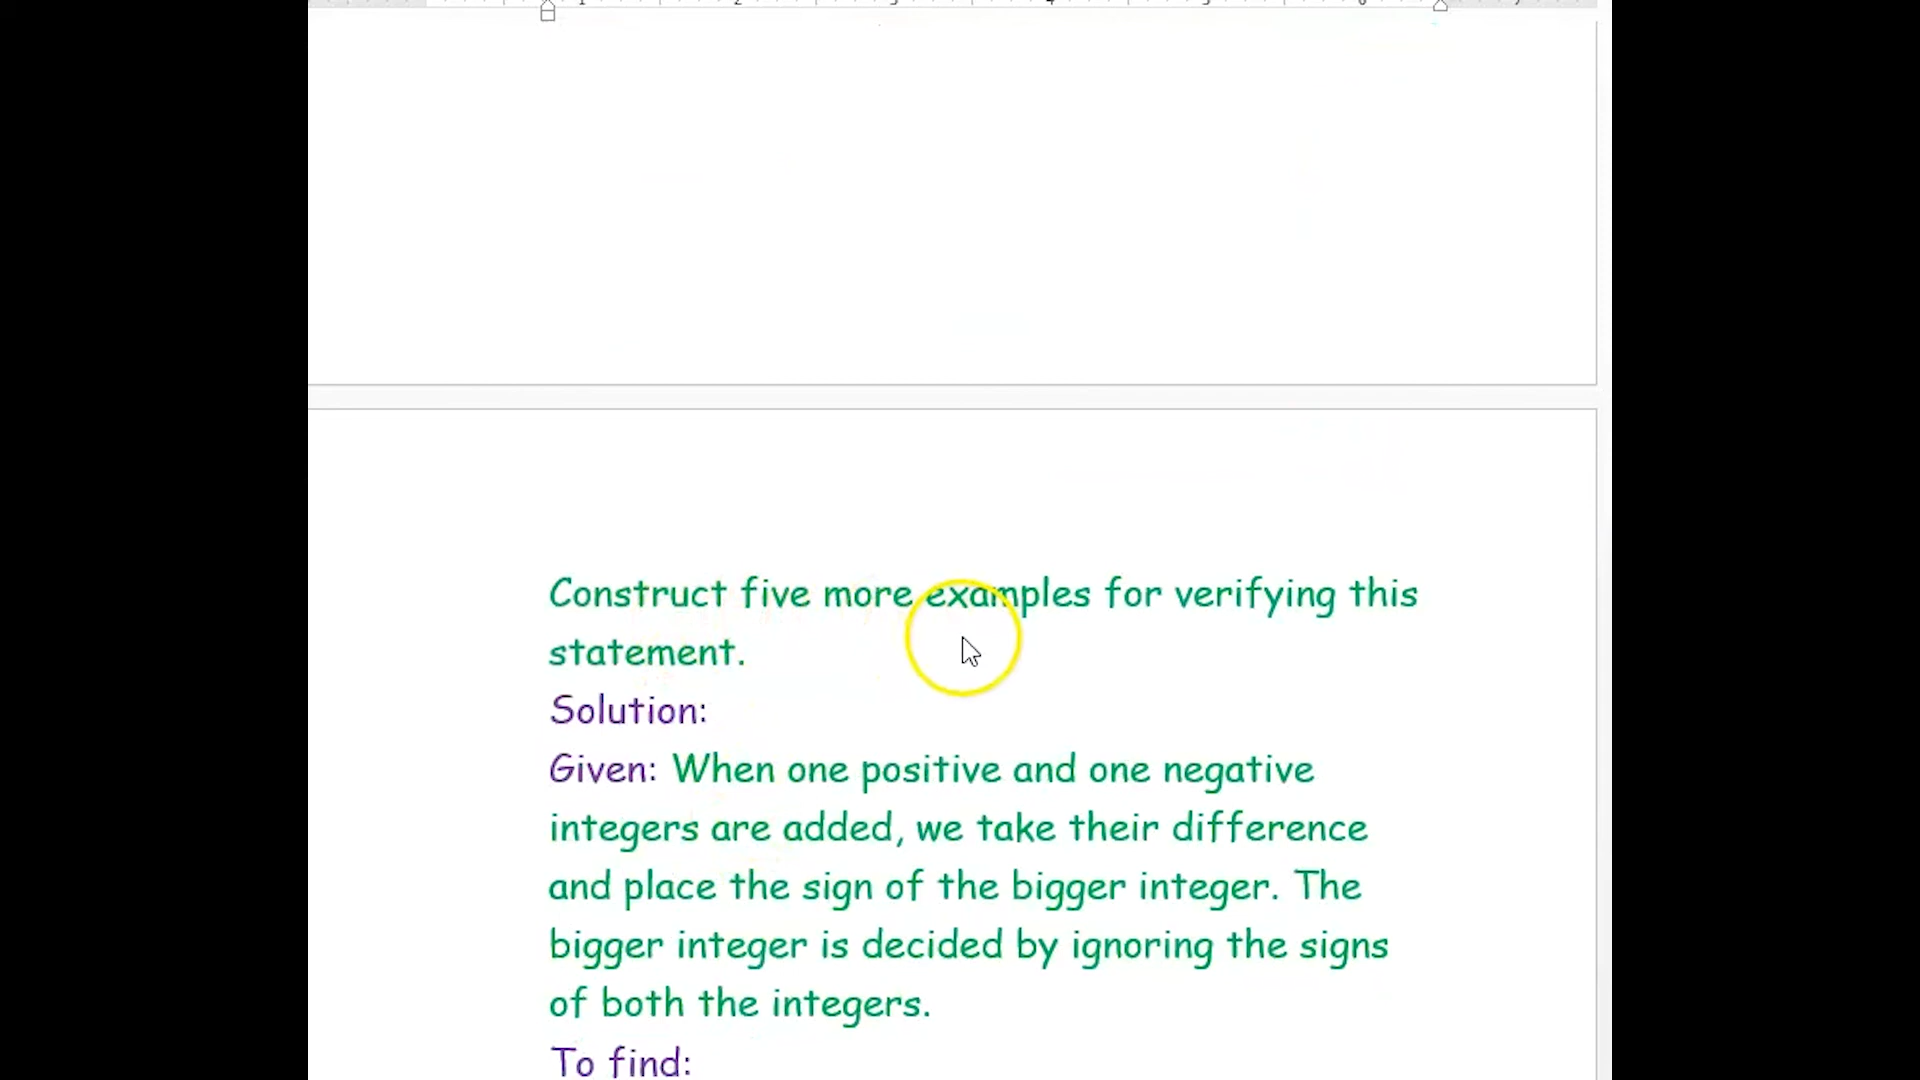 Construct five more examples for verifying this
statement.
Solution:
Given: When one positive and one negative
integers are added, we take their difference
and place the sign of the bigger integer. The
bigger integer is decided by ignoring the signs
of both the integers.
To find: